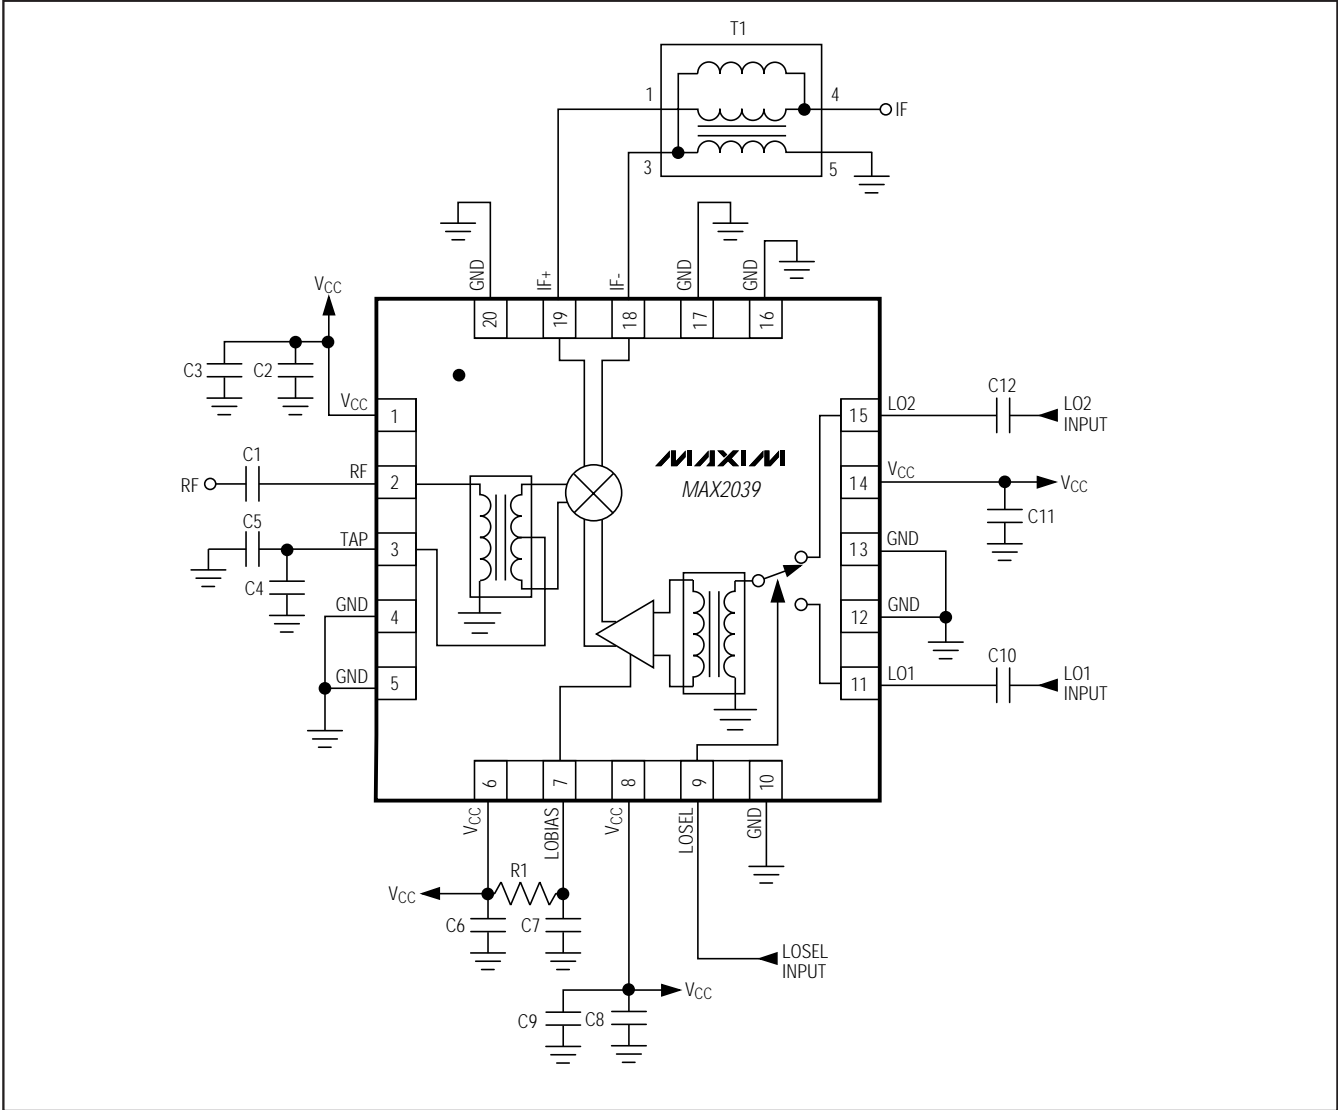 T1
1
4
IF
3
5
GND
IF+
IF-
GND
GND
VCC
20
19
18
17
16
C3
C2
VCC
1
15
LO2
C12
LO2
INPUT
C1
RF
RF
2
MAXIM
MAX2039
14
VCC
VCC
C11
C5
TAP
3
13
GND
C4
GND
4
12
GND
GND
5
11
LO1
C10
LO1
INPUT
6
7
8
9
10
VCC
LOBIAS
VCC
LOSEL
GND
R1
VCC
C6
C7
LOSEL
INPUT
VCC
C9
C8